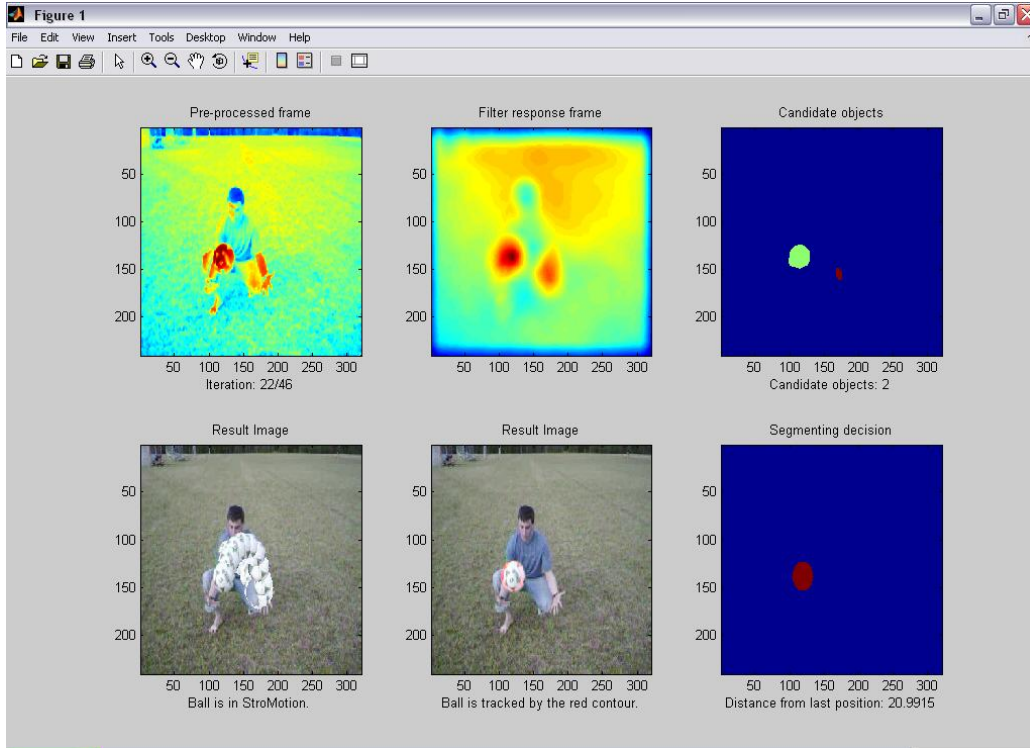 Figure 1
File Edit View Insert Tools Desktop Window Help
Pre-processed frame
50
100
150
200
50 100 150 200 250 300
Iteration: 22/46
Filter response frame
50
100
150
200
50 100 150 200 250 300
Candidate objects
50
100
150
200
50 100 150 200 250 300
Candidate objects: 2
Result Image
50
100
150
200
50 100 150 200 250 300
Ball is in StroMotion.
Result Image
50
100
150
200
50 100 150 200 250 300
Ball is tracked by the red contour.
Segmenting decision
50
100
150
200
50 100 150 200 250 300
Distance from last position: 20.9915